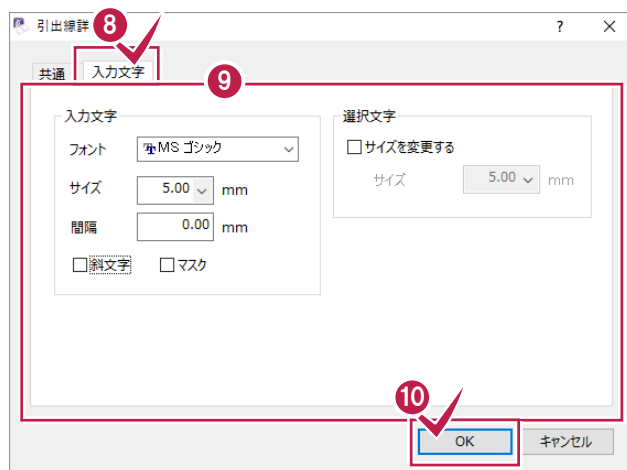 引出線詳
8
?
共通
入力文字
9
入力文字
フォント
MS ゴシック
サイズ
5.00
mm
間隔
0.00
mm
斜文字
マスク
選択文字
サイズを変更する
サイズ
5.00
mm
10
OK
キャンセル